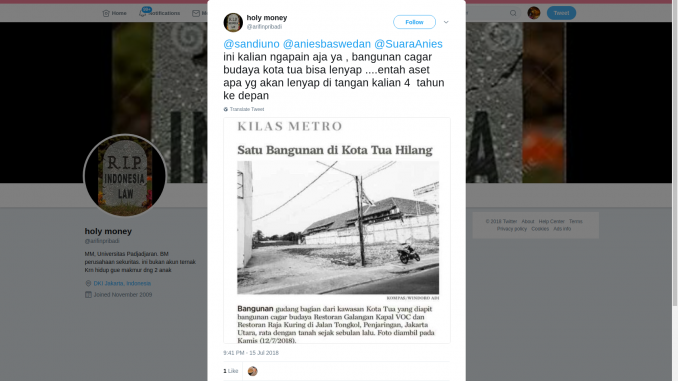 Home
Notifications
Tweet
holy money
@arifinpribadi
Follow
@sandiuno @aniesbaswedan @SuaraAnies
ini kalian ngapain aja ya , bangunan cagar
budaya kota tua bisa lenyap ....entah aset
apa yg akan lenyap di tangan kalian 4 tahun
ke depan
Translate Tweet
KILAS METRO
Satu Bangunan di Kota Tua Hilang
KOMPAS/WISNU
Bangunan gudang bagian dari kawasan Kota Tua yang diapit
bangunan cagar budaya Restoran Galangan Kapal VOC dan
Restoran Raja Kuring di Jalan Tongkol, Penjaringan, Jakarta
Utara, rata dengan tanah sejak sebulan lalu. Foto diambil pada
Kamis (12/7/2018).
9:41 PM - 15 Jul 2018
1 Like
R.I.P.
INDONESIA
LAW
holy money
@arifinpribadi
MM, Universitas Padjadjaran, BM
perusahaan sekuritas, ini bukan akun ternak
Krn hidup gue makmur dng 2 anak
DKI Jakarta, Indonesia
Joined November 2009
© 2018 Twitter About Help Center Terms
Privacy policy Cookies Ads info